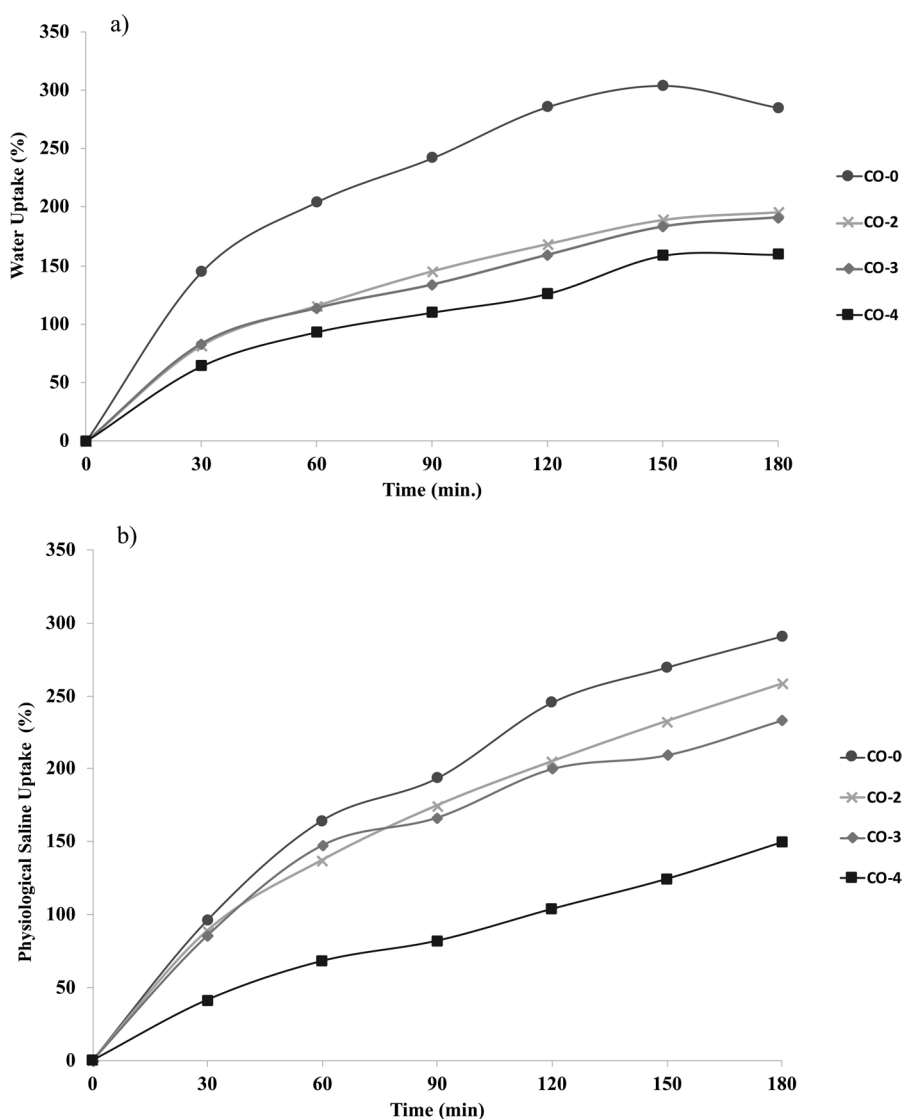 a)
350
300
250
200
150
100
50
0
Water Uptake (%)
0 30 60 90 120 150 180
Time (min.)
CO-0
CO-2
CO-3
CO-4
b)
350
300
250
200
150
100
50
0
Physiological Saline Uptake (%)
0 30 60 90 120 150 180
Time (min)
CO-0
CO-2
CO-3
CO-4